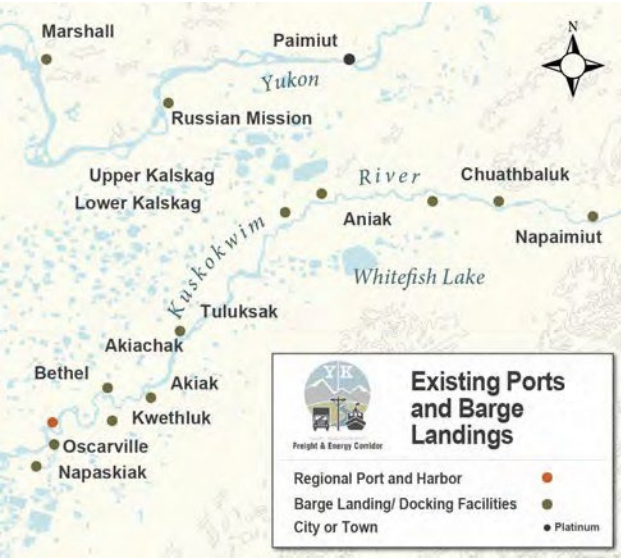 Marshall
Paimiut
N
Yukon
Russian Mission
Upper Kalskag
Lower Kalskag
River
Chuathbaluk
Aniak
Napaimiut
Kuskokwim
Whitefish Lake
Tuluksak
Akiachak
Bethel
Akiak
Kwethluk
Oscarville
Napaskiak
Y K
Freight & Energy Corridor
Existing Ports
and Barge
Landings
Regional Port and Harbor
Barge Landing/ Docking Facilities
City or Town
Platinum